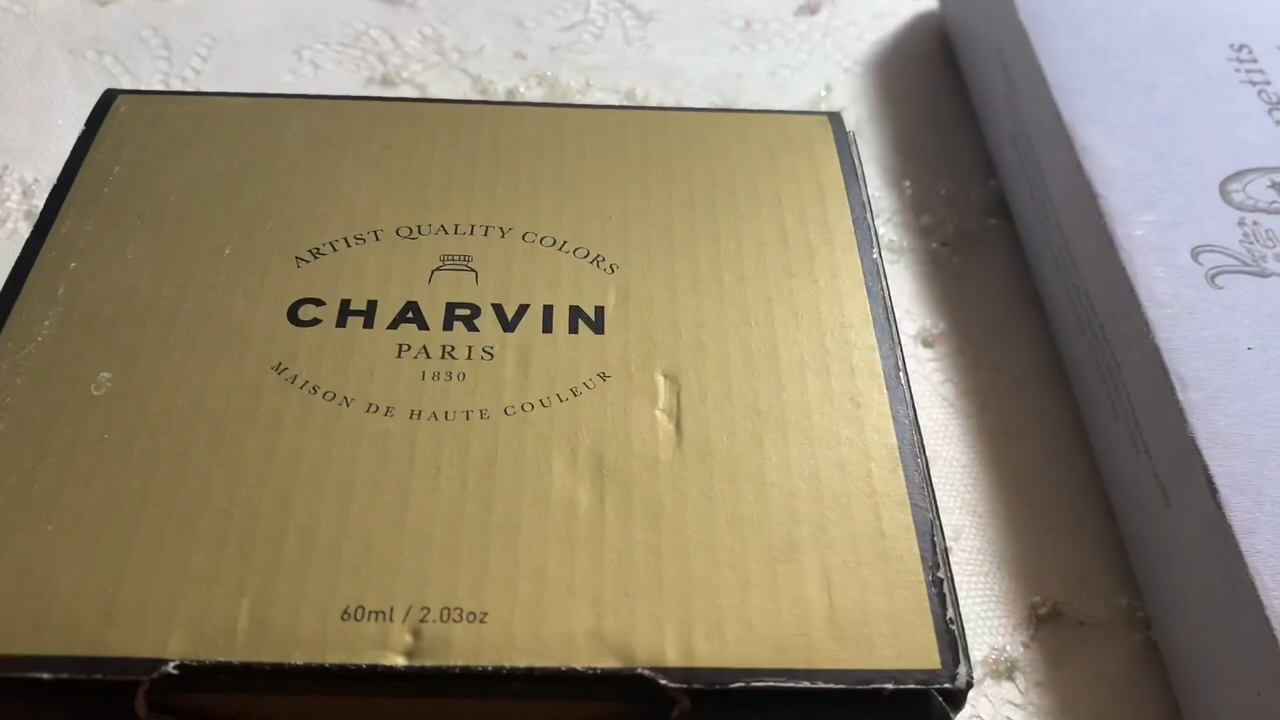 ARTIST QUALITY COLORS
CHARVIN
PARIS
1830
MAISON DE HAUTE COULEUR
60ml / 2.03oz